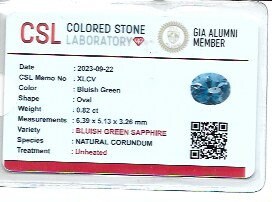 CSL COLORED STONE LABORATORY GIA ALUMNI MEMBER
Date : 2023-09-22
CSL Memo No : XLCV
Color : Bluish Green
Shape : Oval
Weight : 0.82 ct
Measurements : 6.39 x 5.13 x 3.26 mm
Variety : BLUISH GREEN SAPPHIRE
Species : NATURAL CORUNDUM
Treatment : Unheated